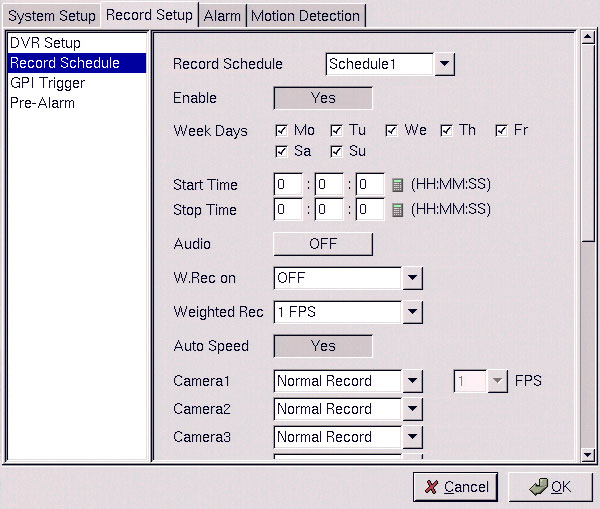 System Setup Record Setup Alarm Motion Detection
DVR Setup
Record Schedule
GPI Trigger
Pre-Alarm
Record Schedule Schedule1
Enable Yes
Week Days Mo Tu We Th Fr
Sa Su
Start Time 0 : 0 : 0 (HH:MM:SS)
Stop Time 0 : 0 : 0 (HH:MM:SS)
Audio OFF
W.Rec on OFF
Weighted Rec 1 FPS
Auto Speed Yes
Camera1 Normal Record 1 FPS
Camera2 Normal Record
Camera3 Normal Record
Cancel OK